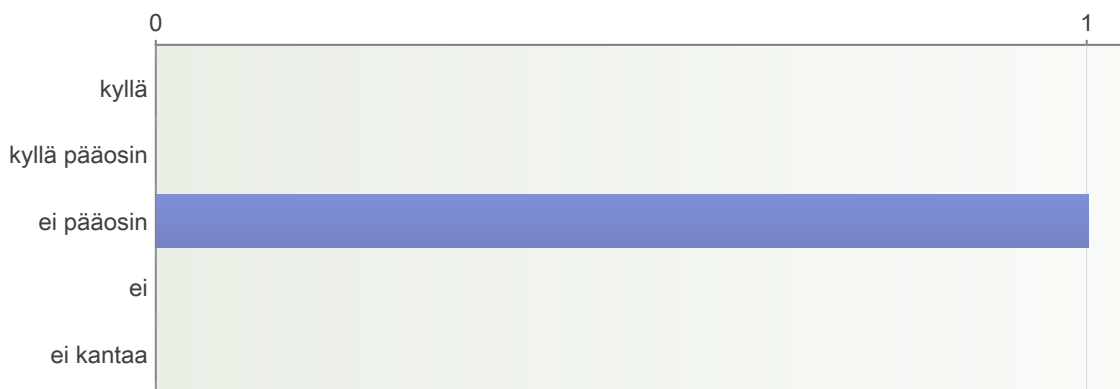 0 1
kyllä
kyllä pääosin
ei pääosin
ei
ei kantaa